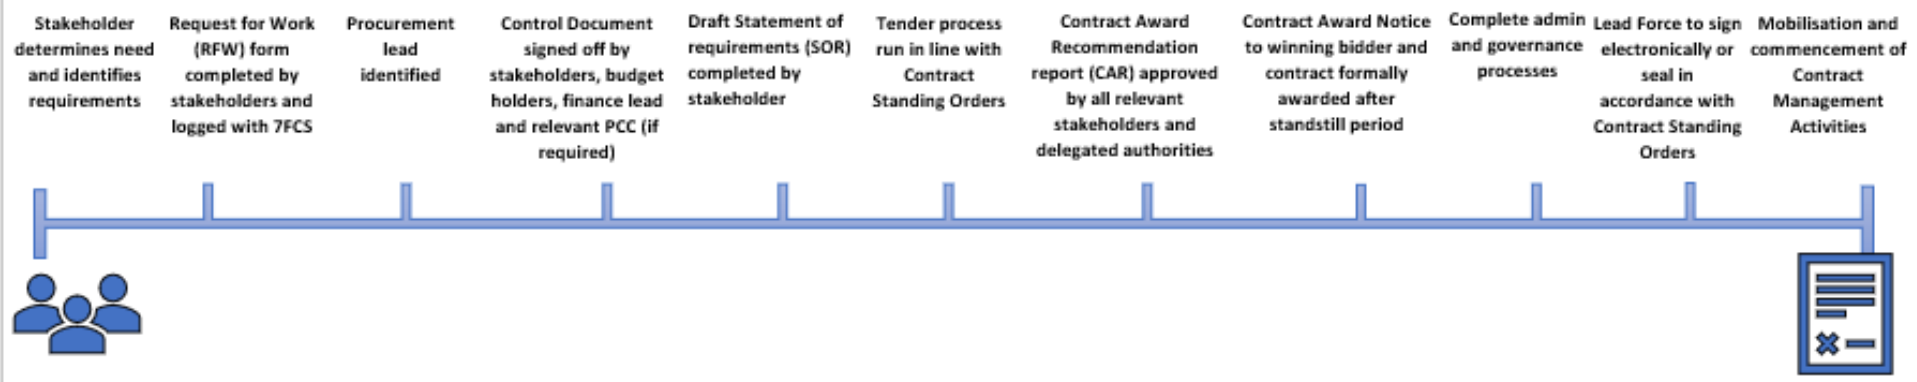 Stakeholder
determines need
and identifies
requirements
Request for Work
(RFW) form
completed by
stakeholders and
logged with 7FCS
Procurement
lead
identified
Control Document
signed off by
stakeholders, budget
holders, finance lead
and relevant PCC (if
required)
Draft Statement of
requirements (SOR)
completed by
stakeholder
Tender process
run in line with
Contract
Standing Orders
Contract Award
Recommendation
report (CAR) approved
by all relevant
stakeholders and
delegated authorities
Contract Award Notice
to winning bidder and
contract formally
awarded after
standstill period
Complete admin
and governance
processes
Lead Force to sign
electronically or
seal in
accordance with
Contract Standing
Orders
Mobilisation and
commencement of
Contract
Management
Activities